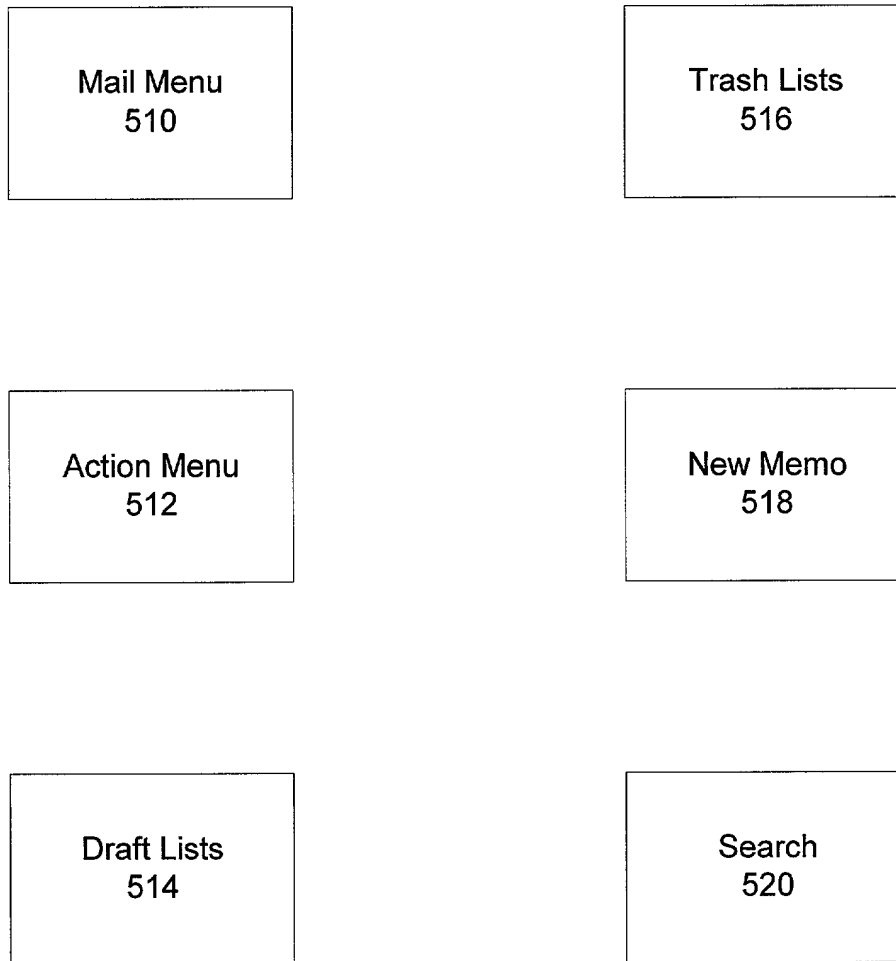 Mail Menu
510
Trash Lists
516
Action Menu
512
New Memo
518
Draft Lists
514
Search
520